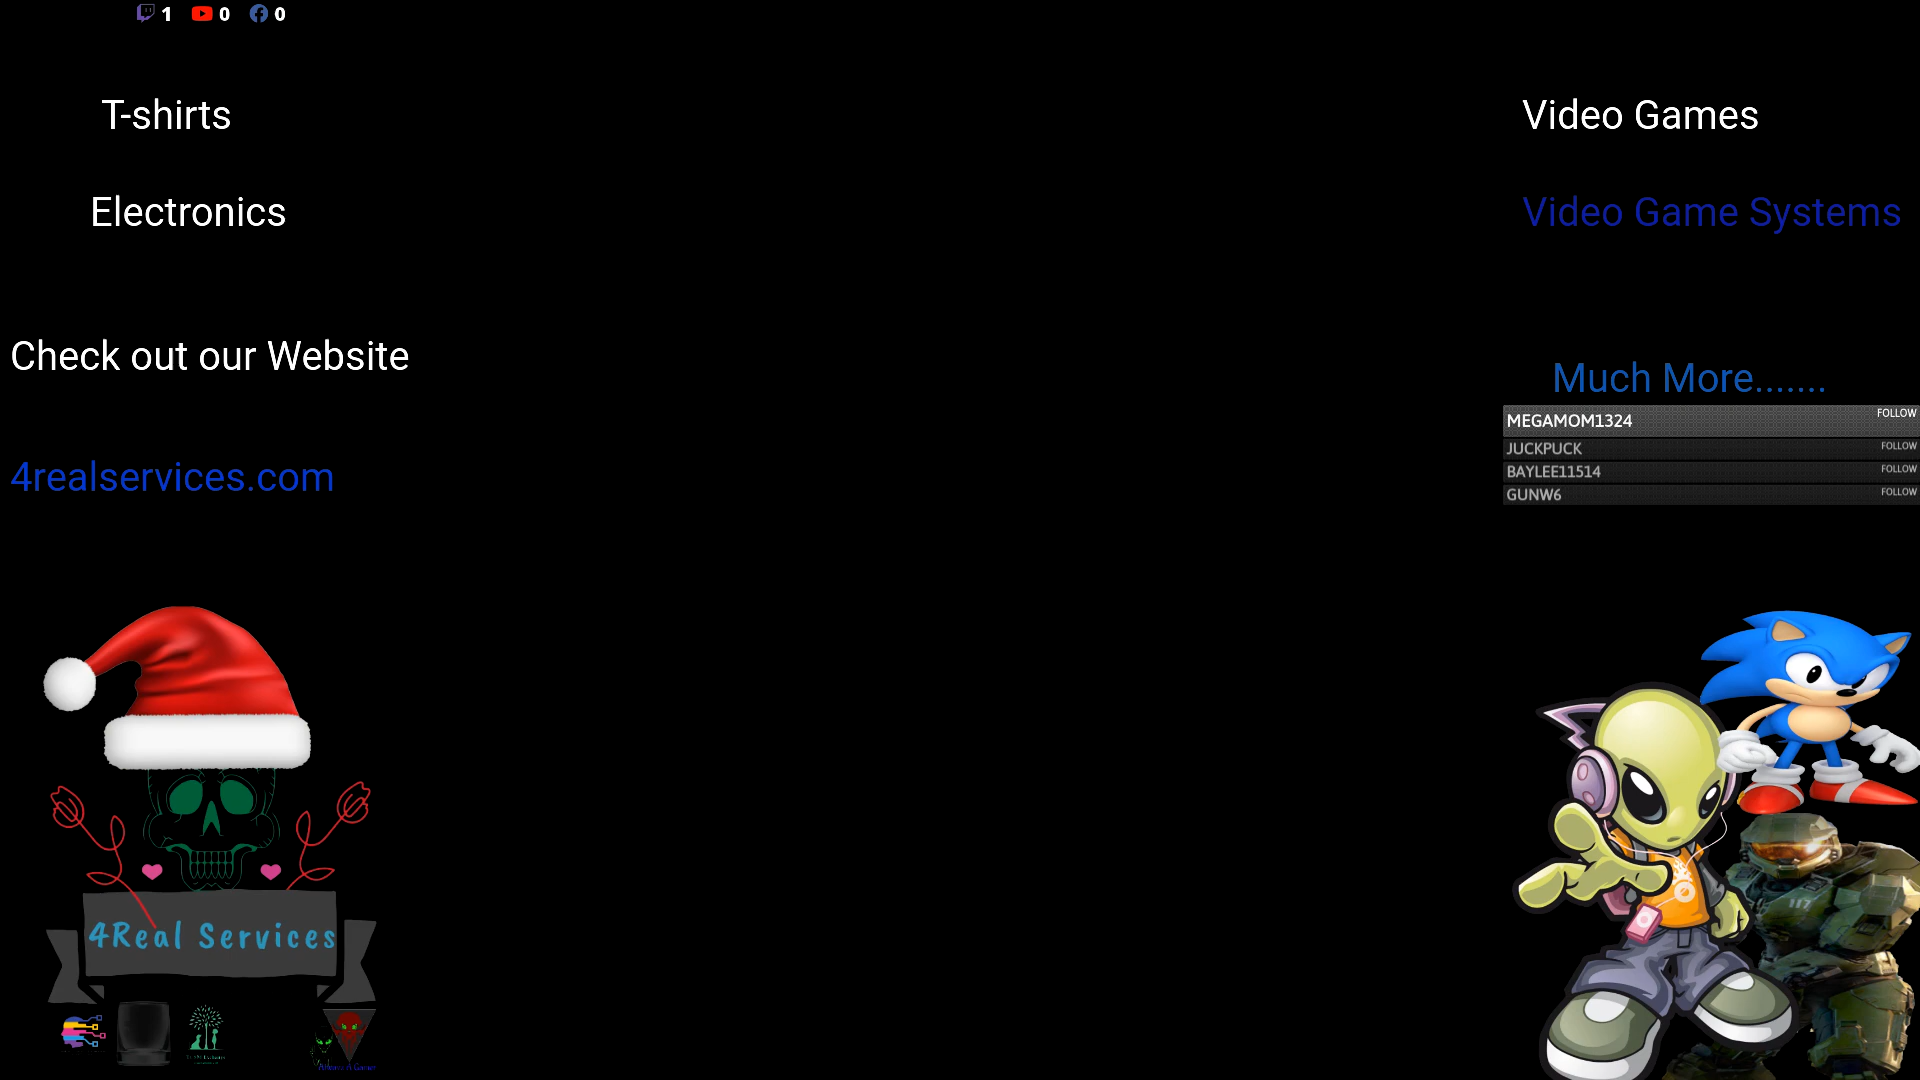 1 0 0
T-shirts
Video Games
Electronics
Video Game Systems
Check out our Website
Much More.......
MEGAMOM1324 FOLLOW
JUCKPUCK FOLLOW
BAYLEE11514 FOLLOW
GUNW6 FOLLOW
4realservices.com
4Real Services
117